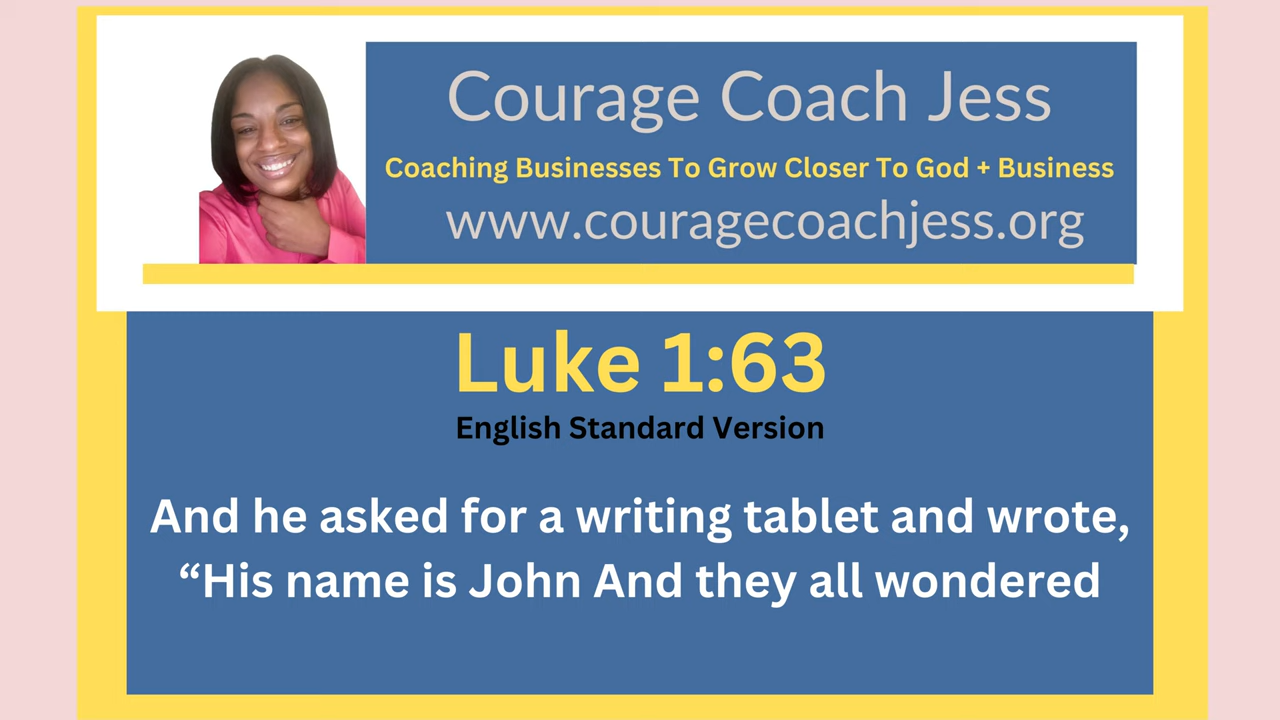 Courage Coach Jess
Coaching Businesses To Grow Closer To God + Business
www.couragecoachjess.org
Luke 1:63
English Standard Version
And he asked for a writing tablet and wrote,
“His name is John And they all wondered